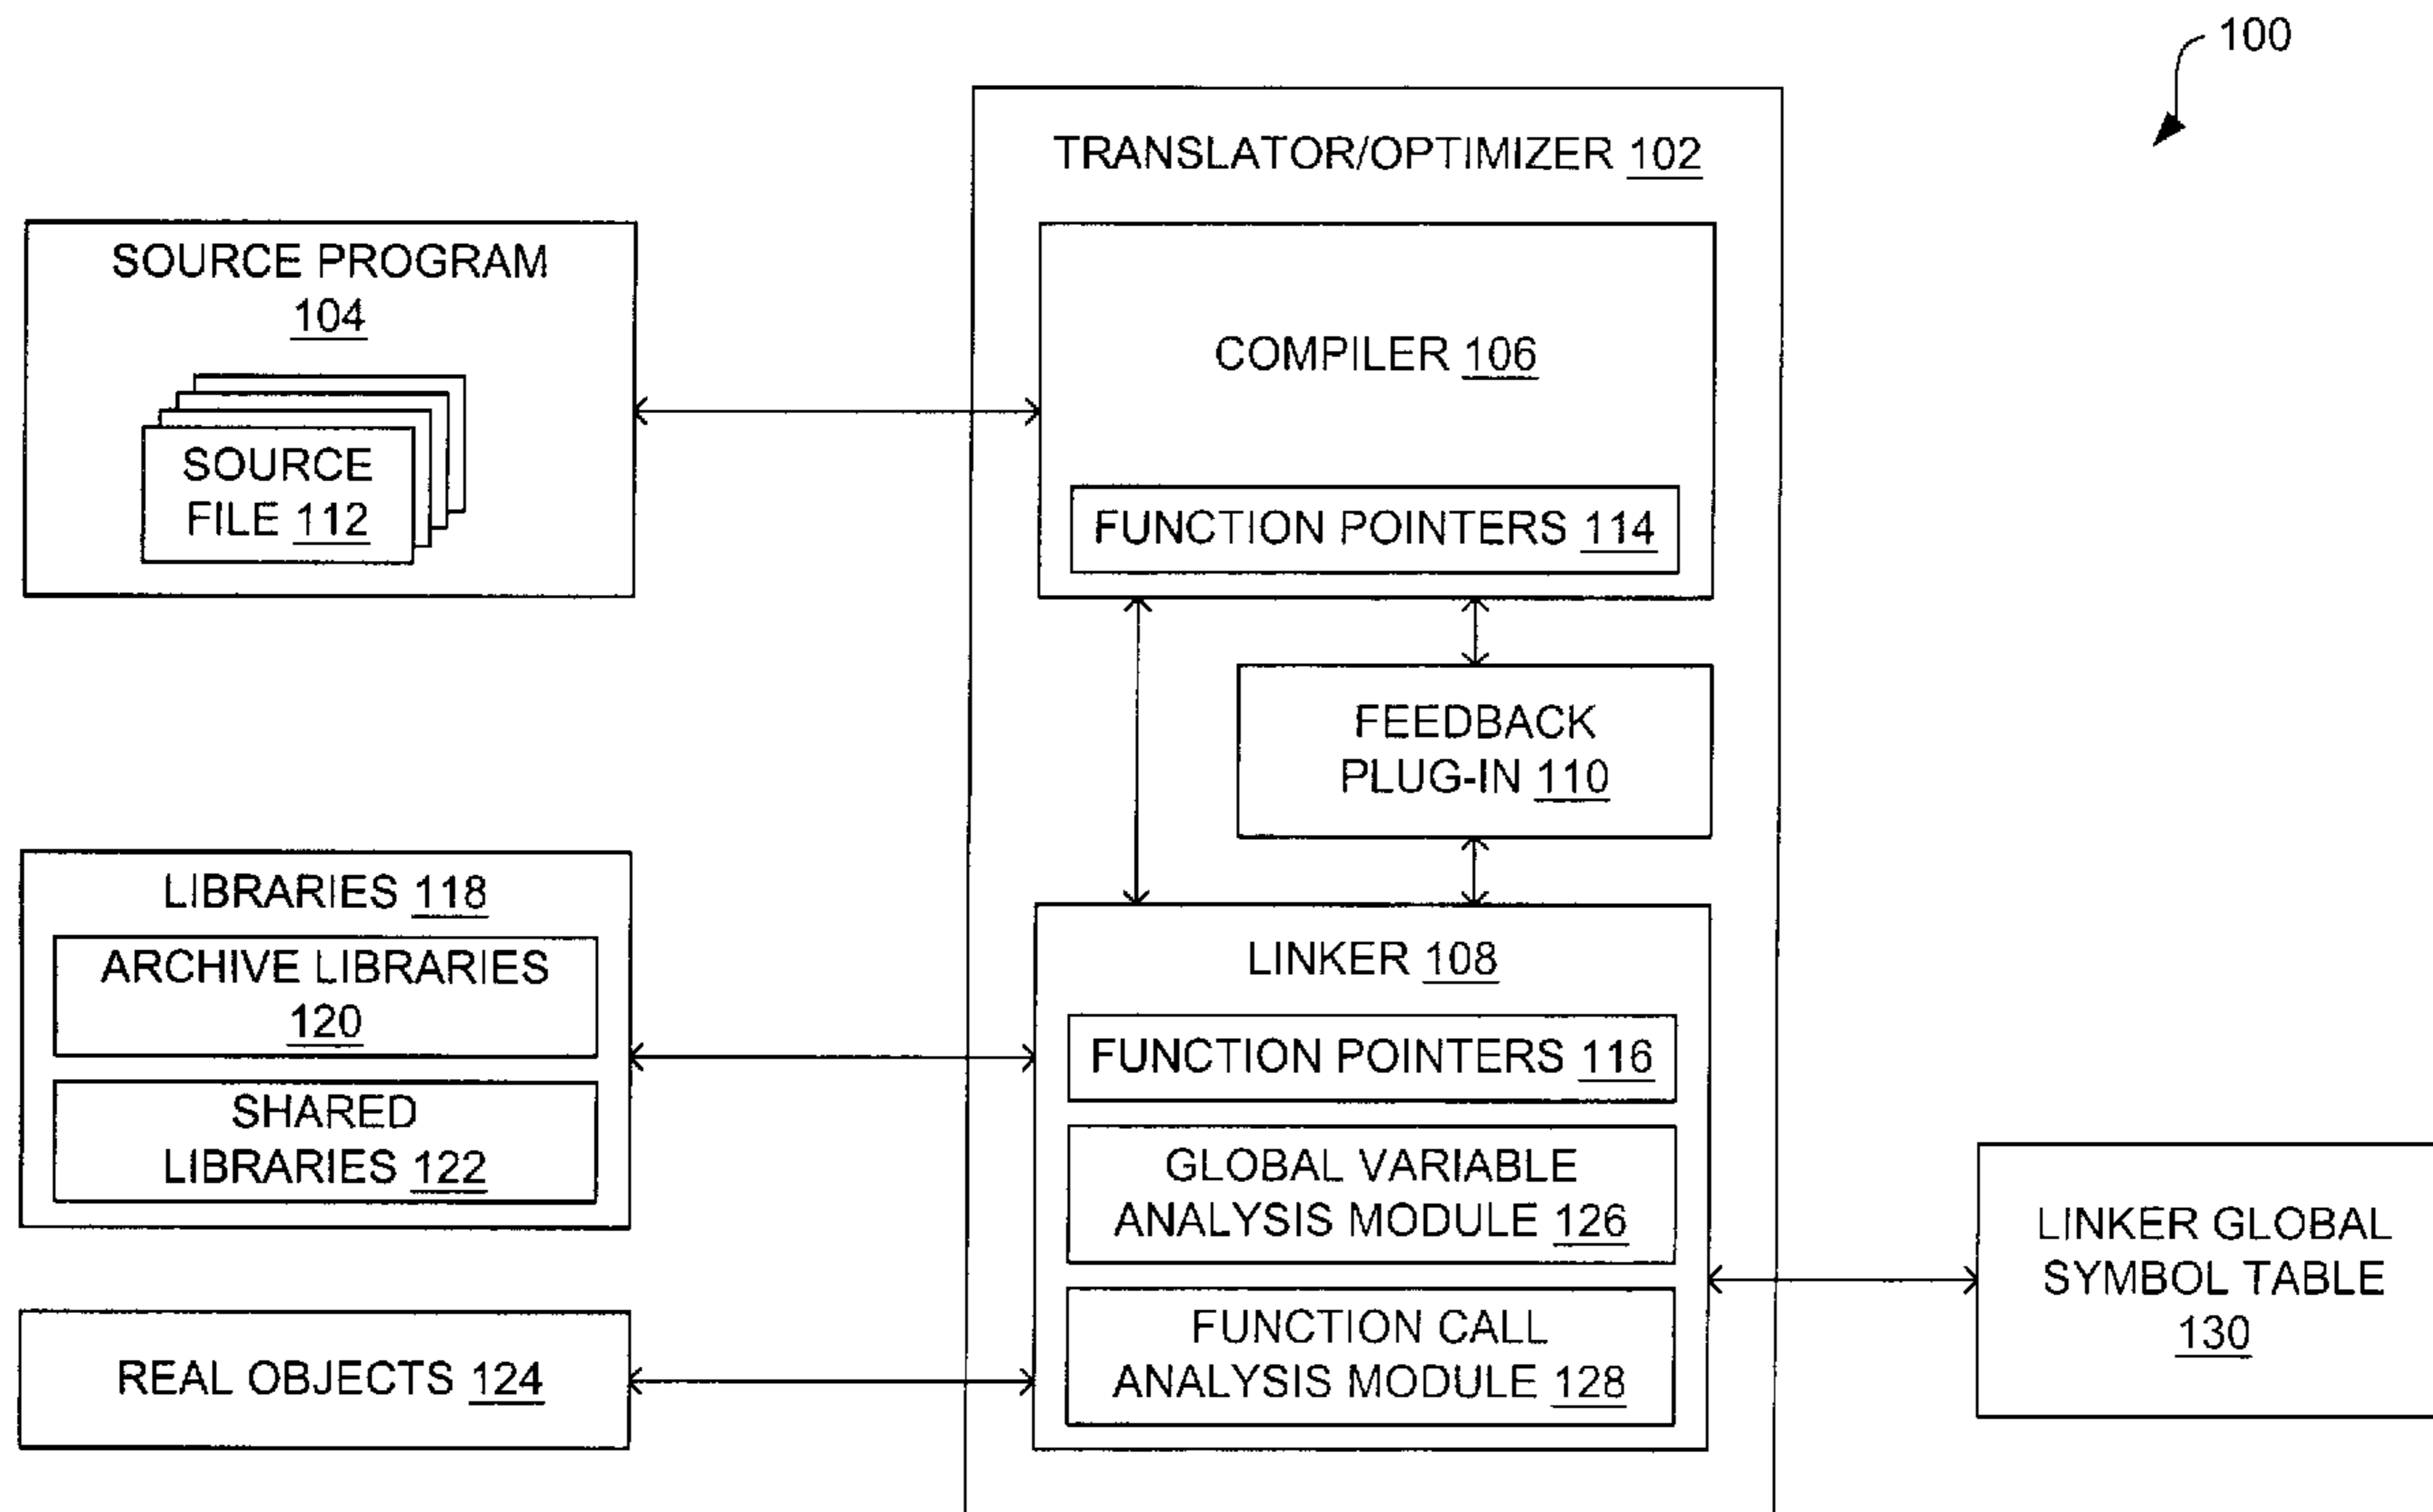 100
TRANSLATOR/OPTIMIZER 102
SOURCE PROGRAM
104
SOURCE
FILE 112
COMPILER 106
FUNCTION POINTERS 114
FEEDBACK
PLUG-IN 110
LIBRARIES 118
ARCHIVE LIBRARIES
120
SHARED
LIBRARIES 122
REAL OBJECTS 124
LINKER 108
FUNCTION POINTERS 116
GLOBAL VARIABLE
ANALYSIS MODULE 126
FUNCTION CALL
ANALYSIS MODULE 128
LINKER GLOBAL
SYMBOL TABLE
130